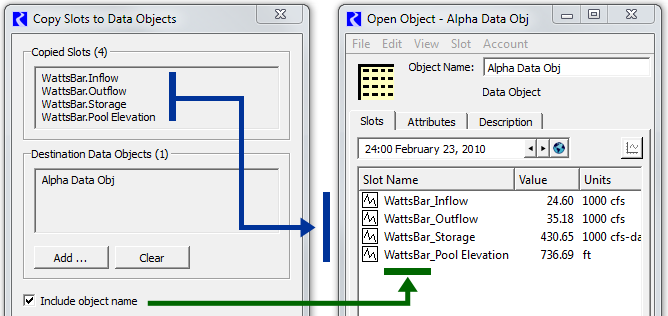 Copy Slots to Data Objects
Copied Slots (4)
WattsBar.Inflow
WattsBar.Outflow
WattsBar.Storage
WattsBar.Pool Elevation
Destination Data Objects (1)
Alpha Data Obj
Add ... Clear
Include object name
Open Object - Alpha Data Obj
File Edit View Slot Account
Object Name: Alpha Data Obj
Data Object
Slots Attributes Description
24:00 February 23, 2010
Slot Name Value Units
WattsBar_Inflow 24.60 1000 cfs
WattsBar_Outflow 35.18 1000 cfs
WattsBar_Storage 430.65 1000 cfs-da
WattsBar_Pool Elevation 736.69 ft